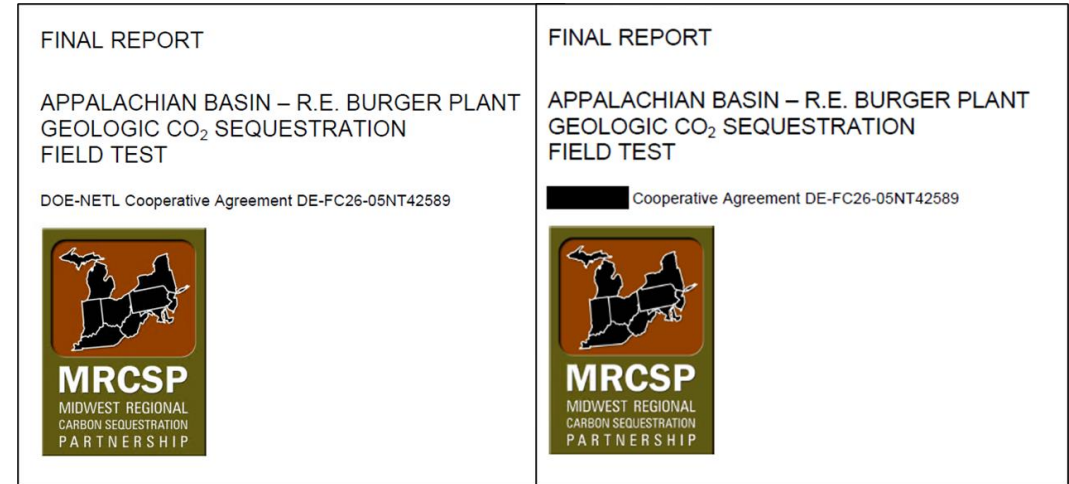 FINAL REPORT
APPALACHIAN BASIN – R.E. BURGER PLANT
GEOLOGIC CO₂ SEQUESTRATION
FIELD TEST
DOE-NETL Cooperative Agreement DE-FC26-05NT42589
MRCSP
MIDWEST REGIONAL
CARBON SEQUESTRATION
PARTNERSHIP
FINAL REPORT
APPALACHIAN BASIN – R.E. BURGER PLANT
GEOLOGIC CO₂ SEQUESTRATION
FIELD TEST
Cooperative Agreement DE-FC26-05NT42589
MRCSP
MIDWEST REGIONAL
CARBON SEQUESTRATION
PARTNERSHIP